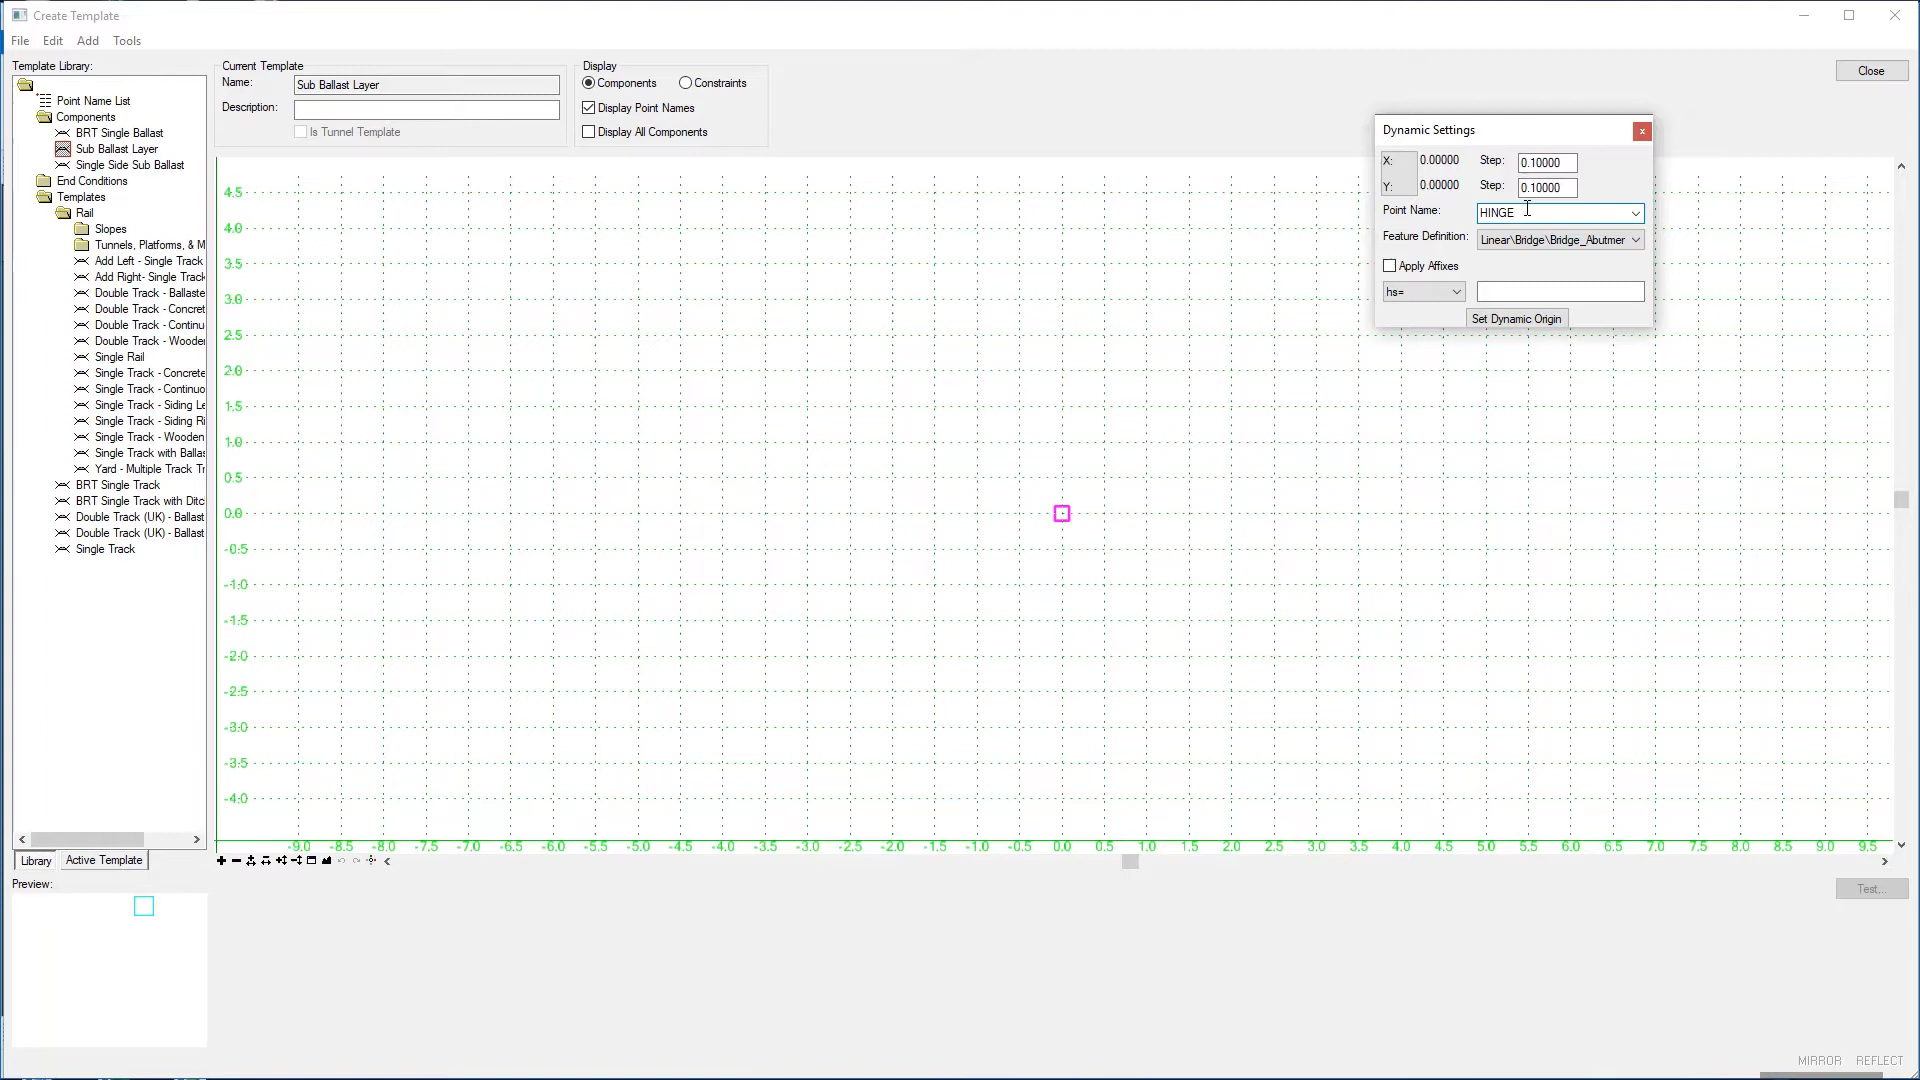 Create Template
File Edit Add Tools
Template Library:
Point Name List
Components
BRT Single Ballast
Sub Ballast Layer
Single Side Sub Ballast
End Conditions
Templates
Rail
Slopes
Tunnels, Platforms, & M
Add Left - Single Track
Add Right- Single Track
Double Track - Ballaste
Double Track - Concret
Double Track - Continu
Double Track - Wooder
Single Rail
Single Track - Concrete
Single Track - Continuo
Single Track - Siding Le
Single Track - Siding Ri
Single Track - Wooden
Single Track with Ballas
Yard - Multiple Track Tr
BRT Single Track
BRT Single Track with Ditc
Double Track (UK) - Ballast
Double Track (UK) - Ballast
Single Track
Library Active Template
Preview:
Current Template
Name: Sub Ballast Layer
Description:
Is Tunnel Template
Display
Components Constraints
Display Point Names
Display All Components
Close
Dynamic Settings
x
X: 0.00000 Step: 0.10000
Y: 0.00000 Step: 0.10000
Point Name: HINGE
Feature Definition: Linear\Bridge\Bridge_Abutmer
Apply Affixes
hs=
Set Dynamic Origin
4.5
4.0
3.5
3.0
2.5
2.0
1.5
1.0
0.5
0.0
-0.5
-1.0
-1.5
-2.0
-2.5
-3.0
-3.5
-4.0
-9.0 -8.5 -8.0 -7.5 -7.0 -6.5 -6.0 -5.5 -5.0 -4.5 -4.0 -3.5 -3.0 -2.5 -2.0 -1.5 -1.0 -0.5 0.0 0.5 1.0 1.5 2.0 2.5 3.0 3.5 4.0 4.5 5.0 5.5 6.0 6.5 7.0 7.5 8.0 8.5 9.0 9.5
Test...
MIRROR REFLECT